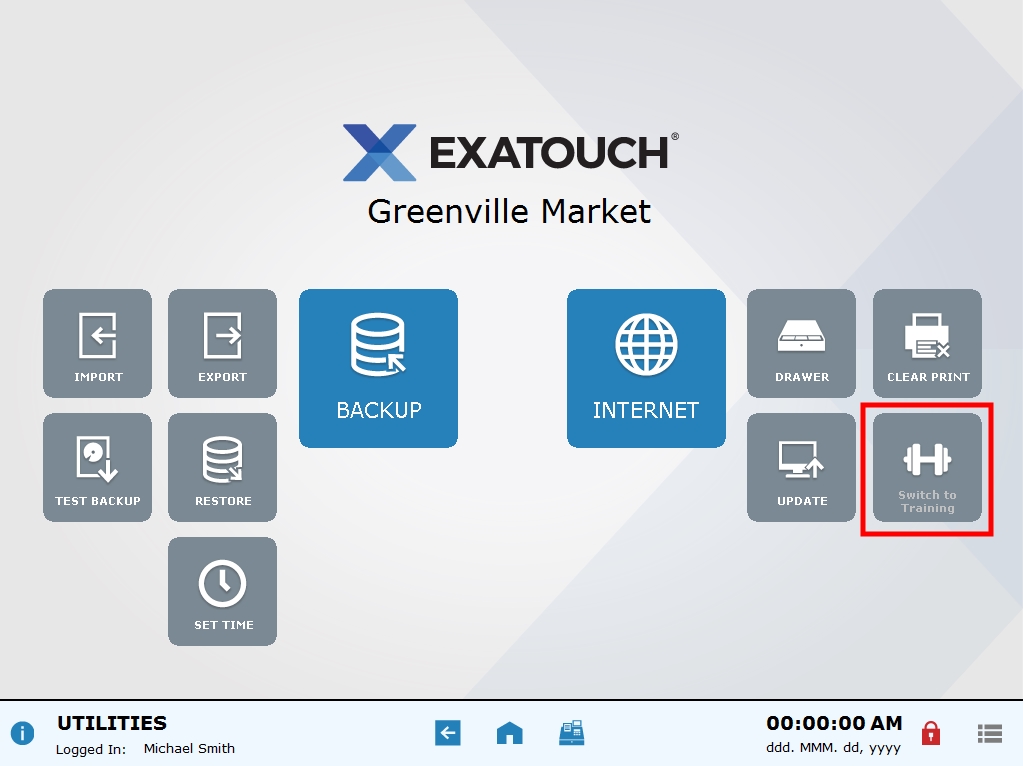 EXATOUCH®
Greenville Market
IMPORT
EXPORT
BACKUP
INTERNET
DRAWER
CLEAR PRINT
TEST BACKUP
RESTORE
UPDATE
Switch to
Training
SET TIME
UTILITIES
Logged In: Michael Smith
00:00:00 AM
ddd. MMM. dd, yyyy